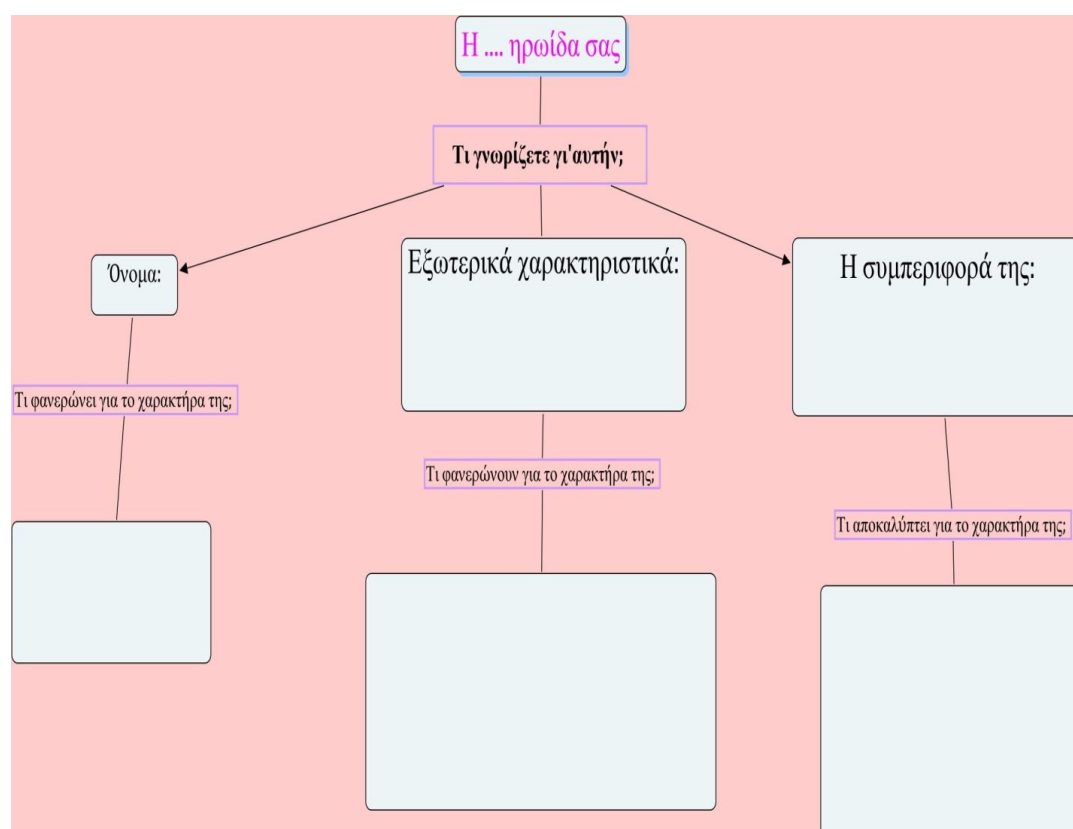 Η .... ηρωίδα σας
Τι γνωρίζετε γι'αυτήν;
Όνομα:
Εξωτερικά χαρακτηριστικά:
Η συμπεριφορά της:
Τι φανερώνει για το χαρακτήρα της;
Τι φανερώνουν για το χαρακτήρα της;
Τι αποκαλύπτει για το χαρακτήρα της;